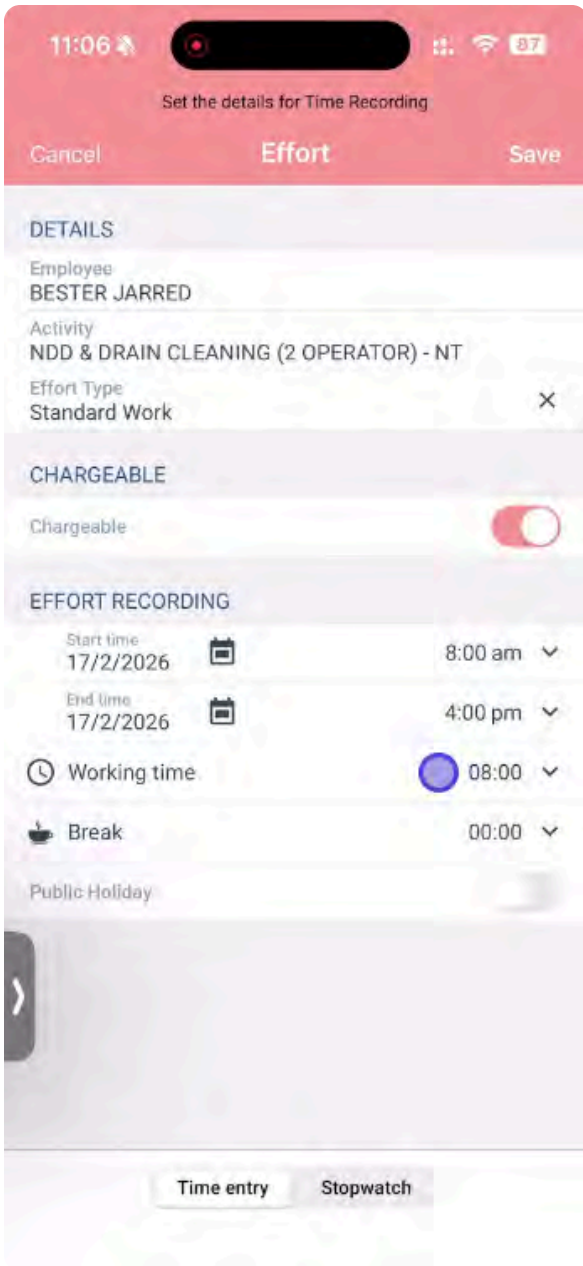 11:06
87
Set the details for Time Recording
Cancel Effort Save
DETAILS
Employee
BESTER JARRED
Activity
NDD & DRAIN CLEANING (2 OPERATOR) - NT
Effort Type
Standard Work
CHARGEABLE
Chargeable
EFFORT RECORDING
Start time
17/2/2026 8:00 am
End time
17/2/2026 4:00 pm
Working time 08:00
Break 00:00
Public Holiday
Time entry Stopwatch